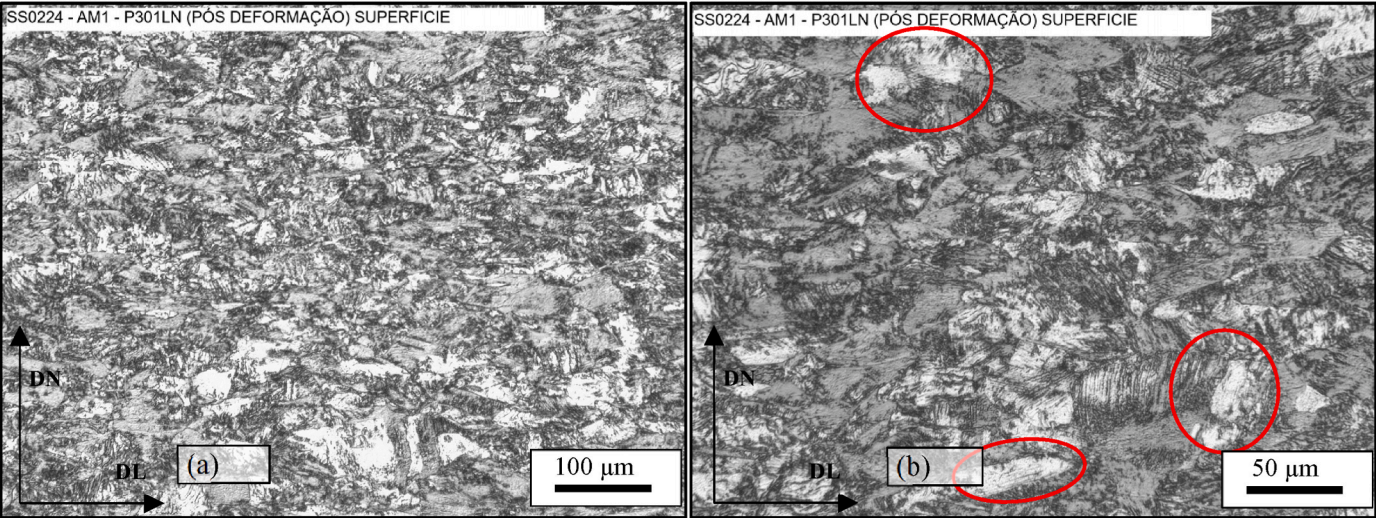 SS0224 - AM1 - P301LN (PÓS DEFORMAÇÃO) SUPERFICIE
DN
DL
(a)
100 µm
SS0224 - AM1 - P301LN (PÓS DEFORMAÇÃO) SUPERFICIE
DN
DL
(b)
50 µm